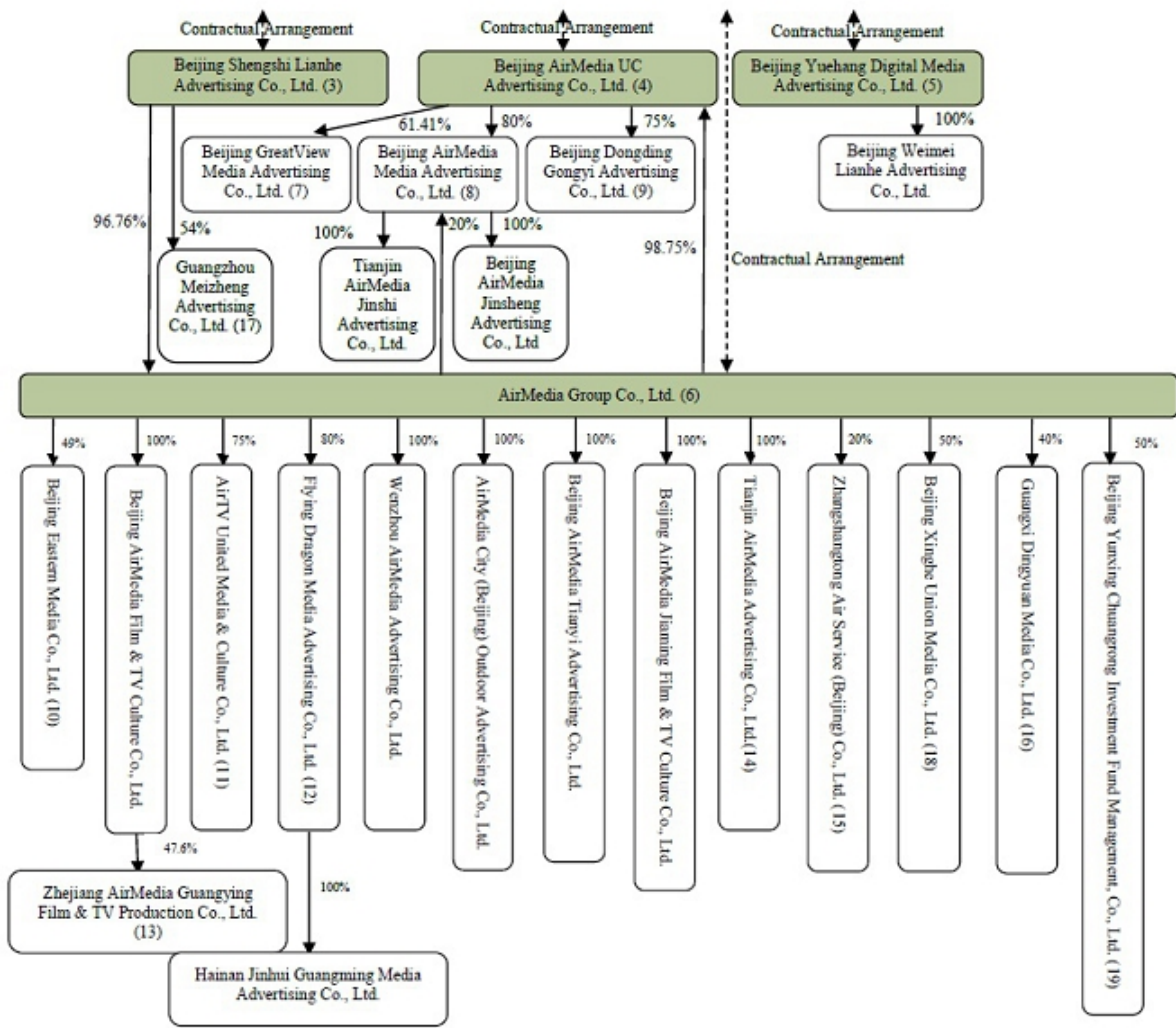 Contractual Arrangement
Contractual Arrangement
Contractual Arrangement
Beijing Shengshi Lianhe
Advertising Co., Ltd. (3)
Beijing AirMedia UC
Advertising Co., Ltd. (4)
Beijing Yuehang Digital Media
Advertising Co., Ltd. (5)
61.41%
80%
75%
100%
Beijing GreatView
Media Advertising
Co., Ltd. (7)
Beijing AirMedia
Media Advertising
Co., Ltd. (8)
Beijing Dongding
Gongyi Advertising
Co., Ltd. (9)
Beijing Weimei
Lianhe Advertising
Co., Ltd.
96.76%
54%
100%
20%
100%
98.75%
Contractual Arrangement
Guangzhou
Meizheng
Advertising
Co., Ltd. (17)
Tianjin
AirMedia
Jinshi
Advertising
Co., Ltd.
Beijing
AirMedia
Jinsheng
Advertising
Co., Ltd
AirMedia Group Co., Ltd. (6)
49%
100%
75%
80%
100%
100%
100%
100%
100%
20%
50%
40%
50%
Beijing Eastern Media Co., Ltd. (10)
Beijing AirMedia Film & TV Culture Co., Ltd.
AirTV United Media & Culture Co., Ltd. (11)
Flying Dragon Media Advertising Co., Ltd. (12)
Wenzhou AirMedia Advertising Co., Ltd.
AirMedia City (Beijing) Outdoor Advertising Co., Ltd.
Beijing AirMedia Tianyi Advertising Co., Ltd.
Beijing AirMedia Jiaming Film & TV Culture Co., Ltd.
Tianjin AirMedia Advertising Co., Ltd.(14)
Zhangshangtong Air Service (Beijing) Co., Ltd. (15)
Beijing Xinghe Union Media Co., Ltd. (18)
Guangxi Dingyuan Media Co., Ltd. (16)
Beijing Yunxing Chuangrong Investment Fund Management, Co., Ltd. (19)
47.6%
100%
Zhejiang AirMedia Guangying
Film & TV Production Co., Ltd.
(13)
Hainan Jinhui Guangming Media
Advertising Co., Ltd.